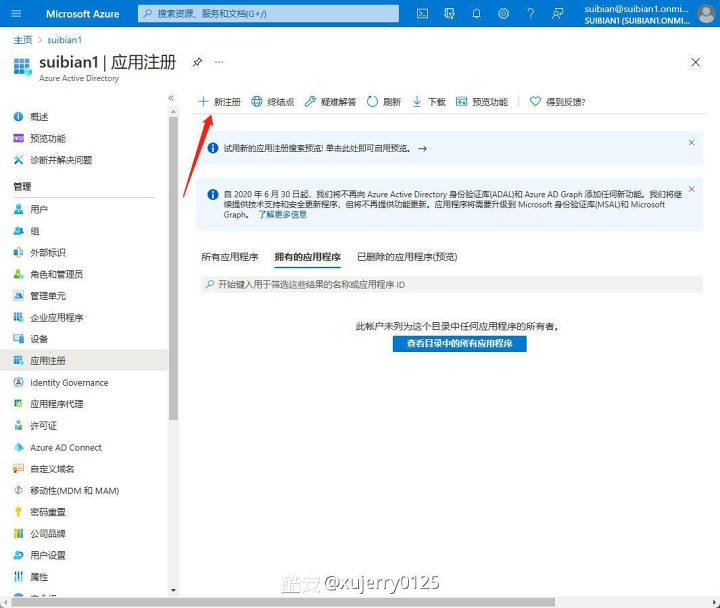 Microsoft Azure
搜索资源、服务和文档(G+/)
suibian@suibian1.onmi...
SUIBIAN1 (SUIBIAN1.ONMI...
主页 > suibian1
suibian1 | 应用注册
Azure Active Directory
新注册 终结点 疑难解答 刷新 下载 预览功能 得到反馈?
概述
预览功能
诊断并解决问题
管理
用户
组
外部标识
角色和管理员
管理单元
企业应用程序
设备
应用注册
Identity Governance
应用程序代理
许可证
Azure AD Connect
自定义域名
移动性(MDM 和 MAM)
密码重置
公司品牌
用户设置
属性
试用新的应用注册搜索预览! 单击此处即可启用预览。 →
自 2020 年 6 月 30 日起，我们将不再向 Azure Active Directory 身份验证库(ADAL)和 Azure AD Graph 添加任何新功能。我们将继
续提供技术支持和安全更新程序，但将不再提供功能更新。应用程序将需要升级到 Microsoft 身份验证库(MSAL)和 Microsoft
Graph。 了解更多信息
所有应用程序 拥有的应用程序 已删除的应用程序(预览)
开始键入用于筛选这些结果的名称或应用程序 ID
此帐户未列为这个目录中任何应用程序的所有者。
查看目录中的所有应用程序
酷安 @xujerry0125